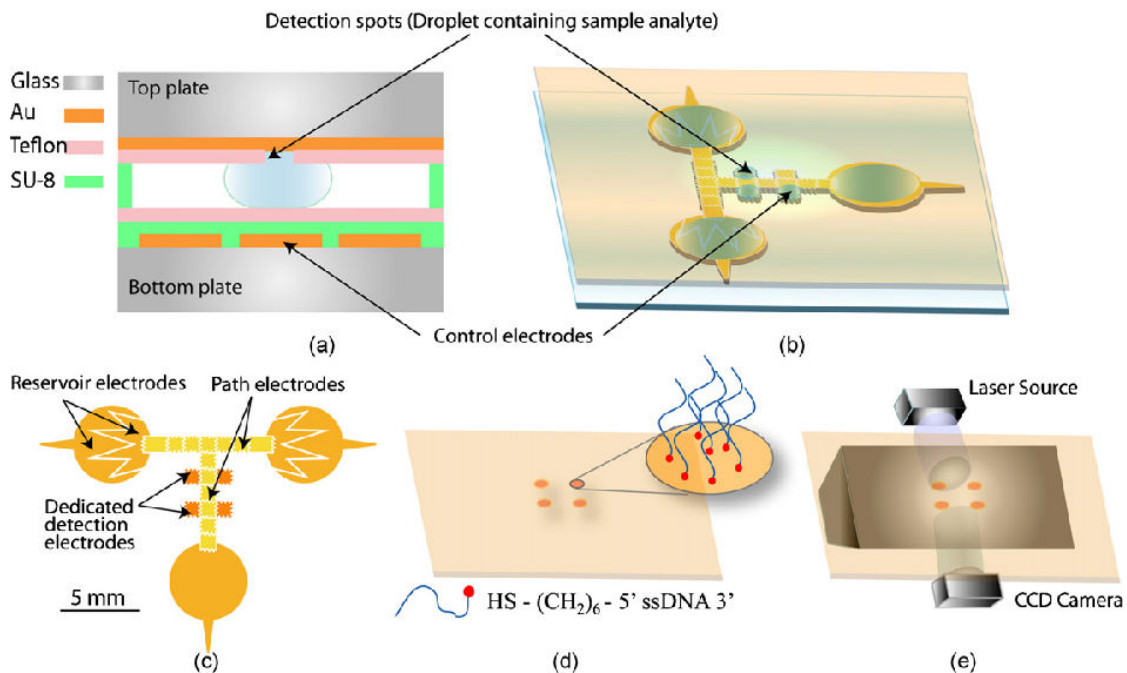 Detection spots (Droplet containing sample analyte)
Glass
Au
Teflon
SU-8
Top plate
Bottom plate
Control electrodes
(a)
(b)
Reservoir electrodes
Path electrodes
Dedicated
detection
electrodes
5 mm
(c)
HS - (CH₂)₆ - 5' ssDNA 3'
(d)
Laser Source
CCD Camera
(e)